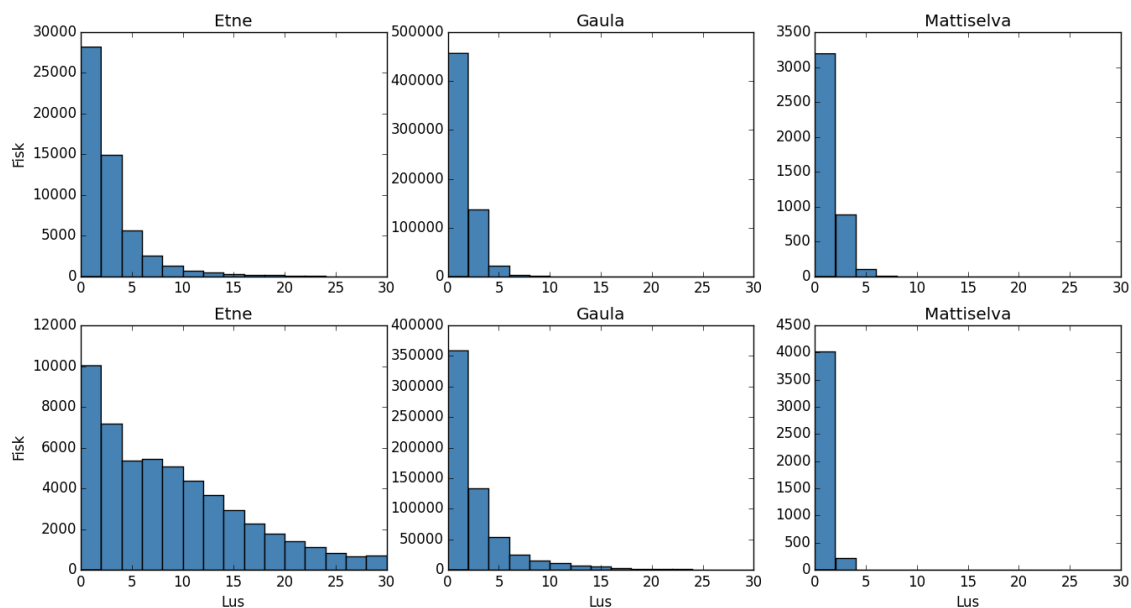 Etne
Gaula
Mattiselva
30000
25000
20000
15000
10000
5000
0
Fisk
0 5 10 15 20 25 30
500000
400000
300000
200000
100000
0
0 5 10 15 20 25 30
3500
3000
2500
2000
1500
1000
500
0
0 5 10 15 20 25 30
Etne
Gaula
Mattiselva
12000
10000
8000
6000
4000
2000
0
Fisk
0 5 10 15 20 25 30
Lus
400000
350000
300000
250000
200000
150000
100000
50000
0
0 5 10 15 20 25 30
Lus
4500
4000
3500
3000
2500
2000
1500
1000
500
0
0 5 10 15 20 25 30
Lus